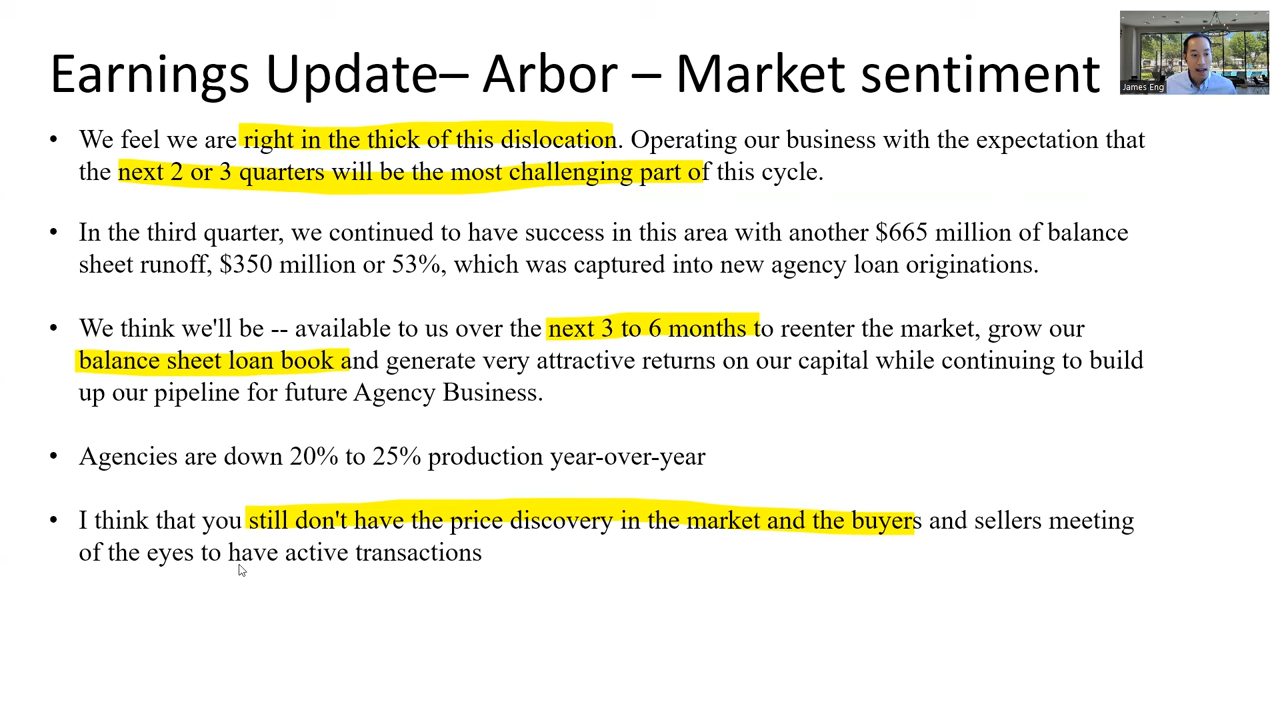 Earnings Update– Arbor – Market sentiment
James Eng
• We feel we are right in the thick of this dislocation. Operating our business with the expectation that
the next 2 or 3 quarters will be the most challenging part of this cycle.
• In the third quarter, we continued to have success in this area with another $665 million of balance
sheet runoff, $350 million or 53%, which was captured into new agency loan originations.
• We think we'll be -- available to us over the next 3 to 6 months to reenter the market, grow our
balance sheet loan book and generate very attractive returns on our capital while continuing to build
up our pipeline for future Agency Business.
• Agencies are down 20% to 25% production year-over-year
• I think that you still don't have the price discovery in the market and the buyers and sellers meeting
of the eyes to have active transactions